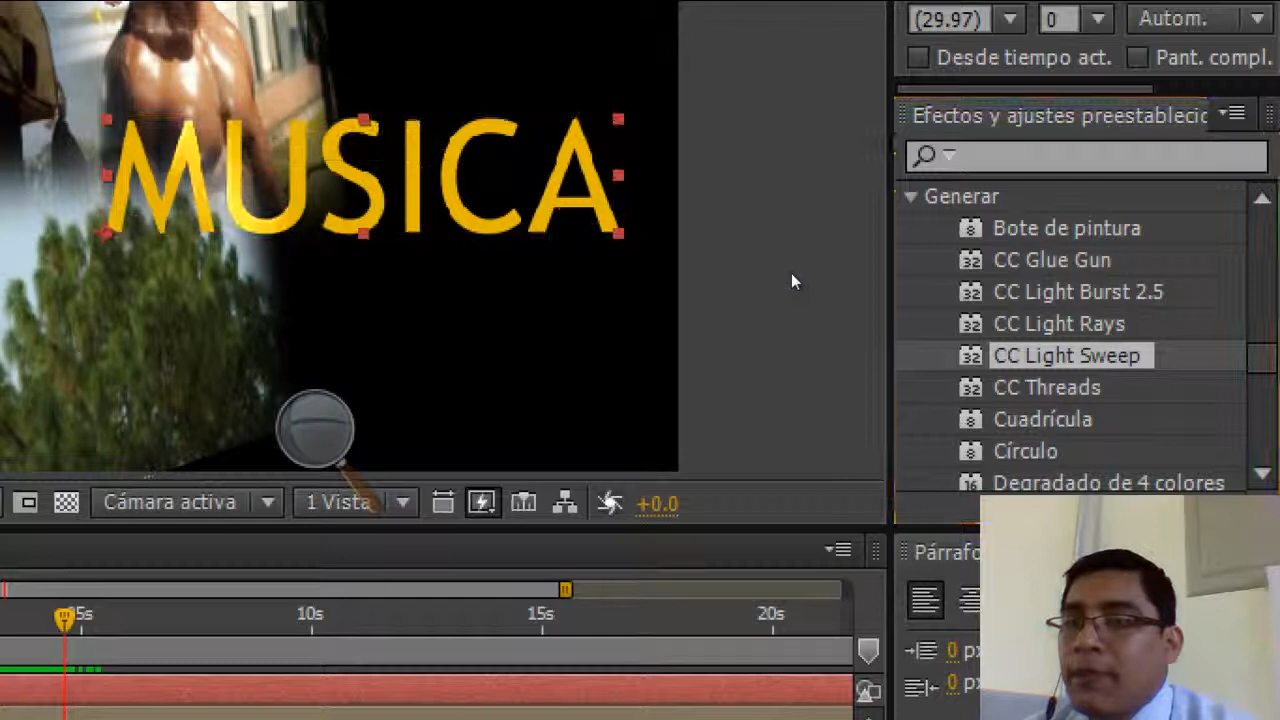 (29.97)
0
Autom.
Desde tiempo act.
Pant. compl.
Efectos y ajustes preestablecic
MUSICA
Generar
Bote de pintura
CC Glue Gun
CC Light Burst 2.5
CC Light Rays
CC Light Sweep
CC Threads
Cuadrícula
Círculo
Degradado de 4 colores
Cámara activa
1 Vista
+0.0
Párrafo
5s
10s
15s
20s
0 px
0 p